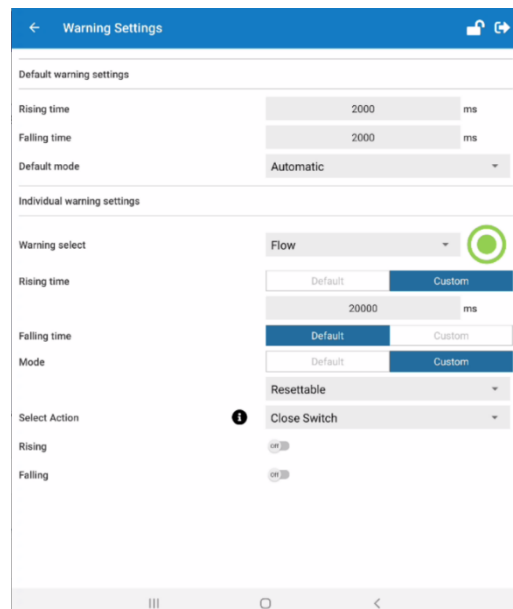 Warning Settings
Default warning settings
Rising time 2000 ms
Falling time 2000 ms
Default mode Automatic
Individual warning settings
Warning select Flow
Rising time Default Custom
20000 ms
Falling time Default Custom
Mode Default Custom
Resettable
Select Action Close Switch
Rising
Falling